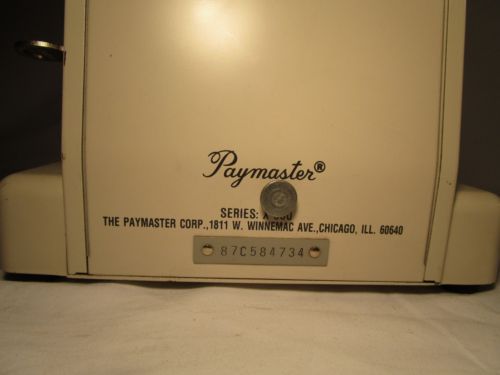 Paymaster®
SERIES:
THE PAYMASTER CORP.,1811 W. WINNEMAC AVE.,CHICAGO, ILL. 60640
87C584734